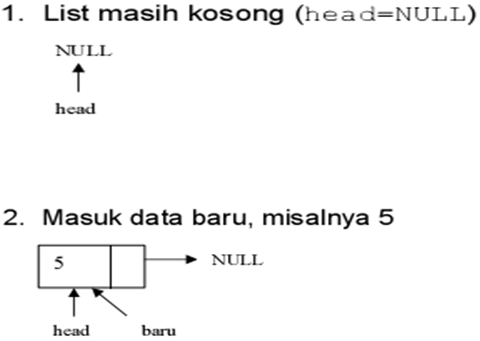 1. List masih kosong (head=NULL)
NULL
head
2. Masuk data baru, misalnya 5
5
NULL
head
baru